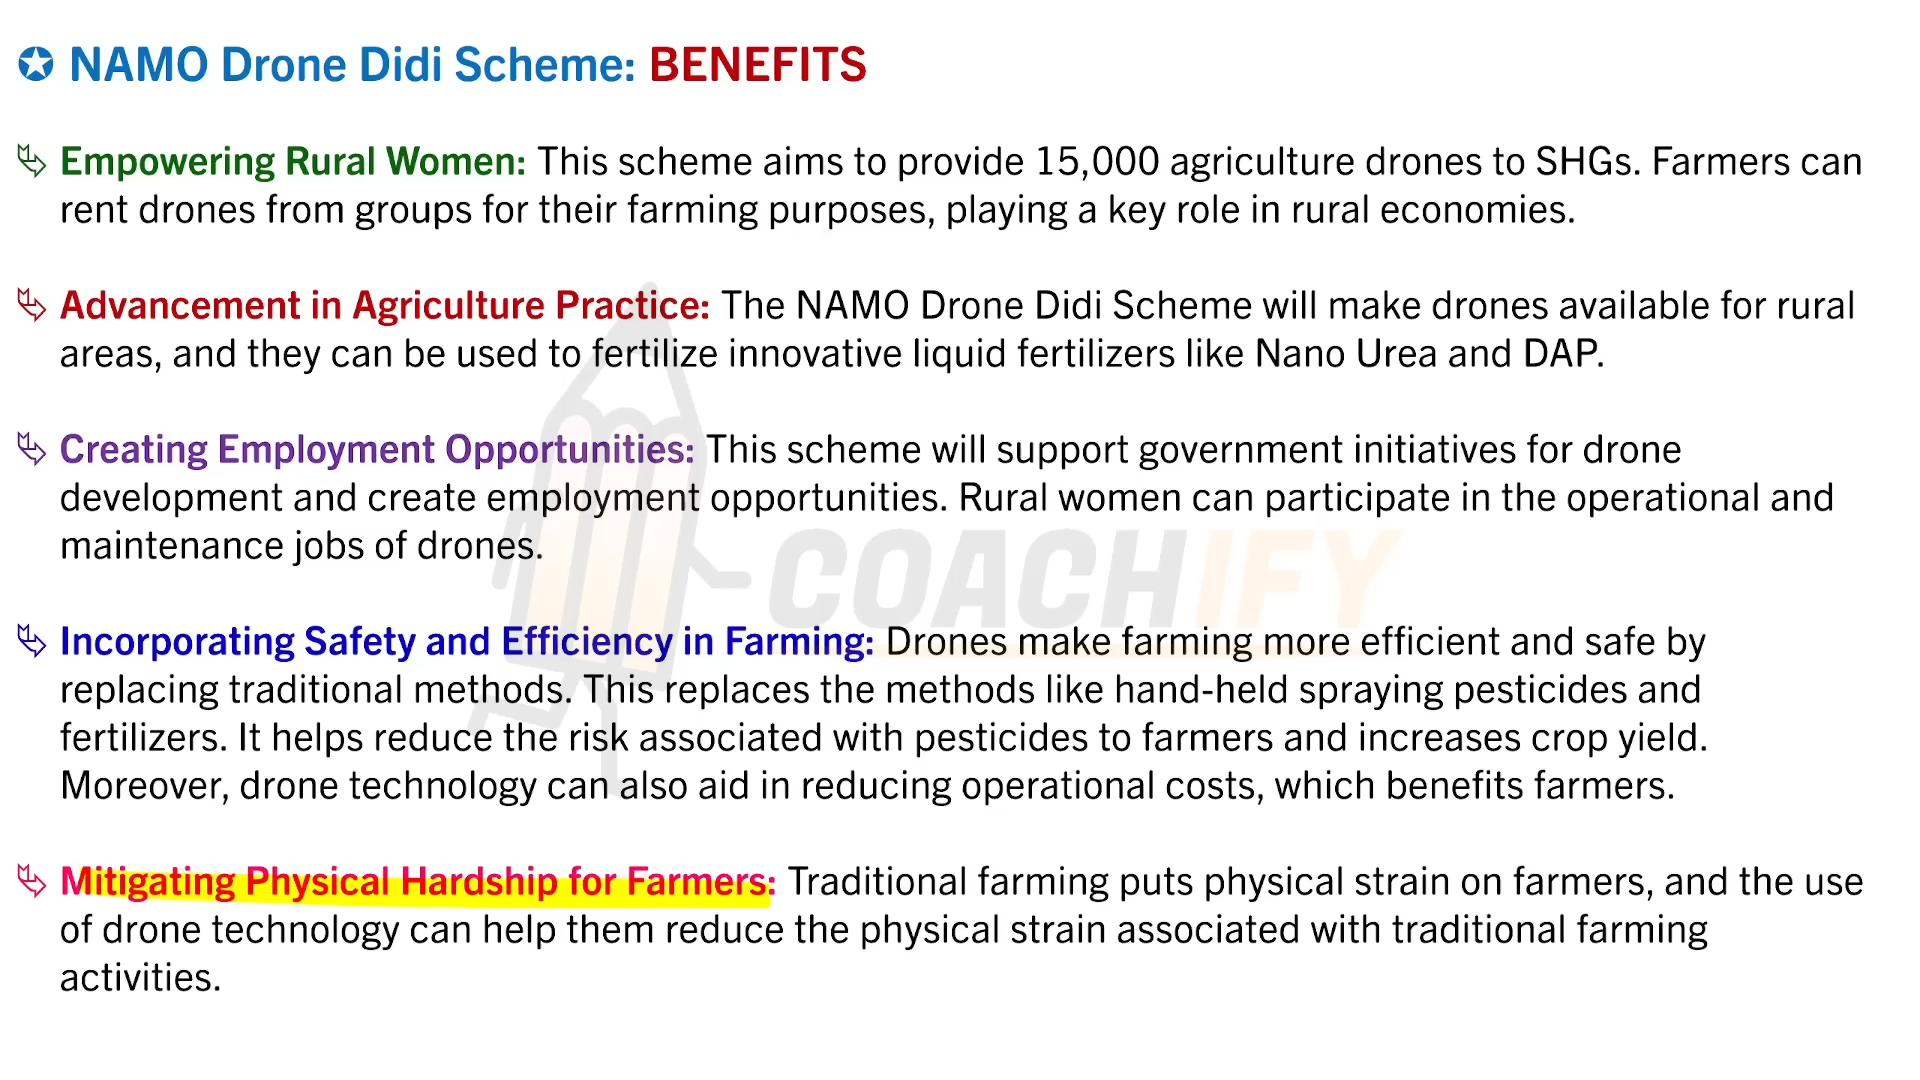 NAMO Drone Didi Scheme: BENEFITS
Empowering Rural Women: This scheme aims to provide 15,000 agriculture drones to SHGs. Farmers can
rent drones from groups for their farming purposes, playing a key role in rural economies.
Advancement in Agriculture Practice: The NAMO Drone Didi Scheme will make drones available for rural
areas, and they can be used to fertilize innovative liquid fertilizers like Nano Urea and DAP.
Creating Employment Opportunities: This scheme will support government initiatives for drone
development and create employment opportunities. Rural women can participate in the operational and
maintenance jobs of drones.
COACHIFY
Incorporating Safety and Efficiency in Farming: Drones make farming more efficient and safe by
replacing traditional methods. This replaces the methods like hand-held spraying pesticides and
fertilizers. It helps reduce the risk associated with pesticides to farmers and increases crop yield.
Moreover, drone technology can also aid in reducing operational costs, which benefits farmers.
Mitigating Physical Hardship for Farmers: Traditional farming puts physical strain on farmers, and the use
of drone technology can help them reduce the physical strain associated with traditional farming
activities.